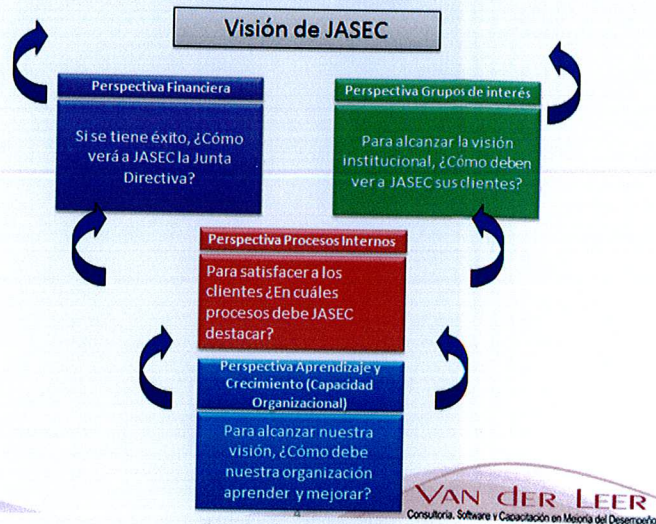 Visión de JASEC
Perspectiva Financiera
Si se tiene éxito, ¿Cómo
verá a JASEC la Junta
Directiva?
Perspectiva Grupos de interés
Para alcanzar la visión
institucional, ¿Cómo deben
ver a JASEC sus clientes?
Perspectiva Procesos Internos
Para satisfacer a los
clientes ¿En cuáles
procesos debe JASEC
destacar?
Perspectiva Aprendizaje y
Crecimiento (Capacidad
Organizacional)
Para alcanzar nuestra
visión, ¿Cómo debe
nuestra organización
aprender y mejorar?
4
VAN dER LEER
Consultoría, Software y Capacitación en Mejoría del Desempeño